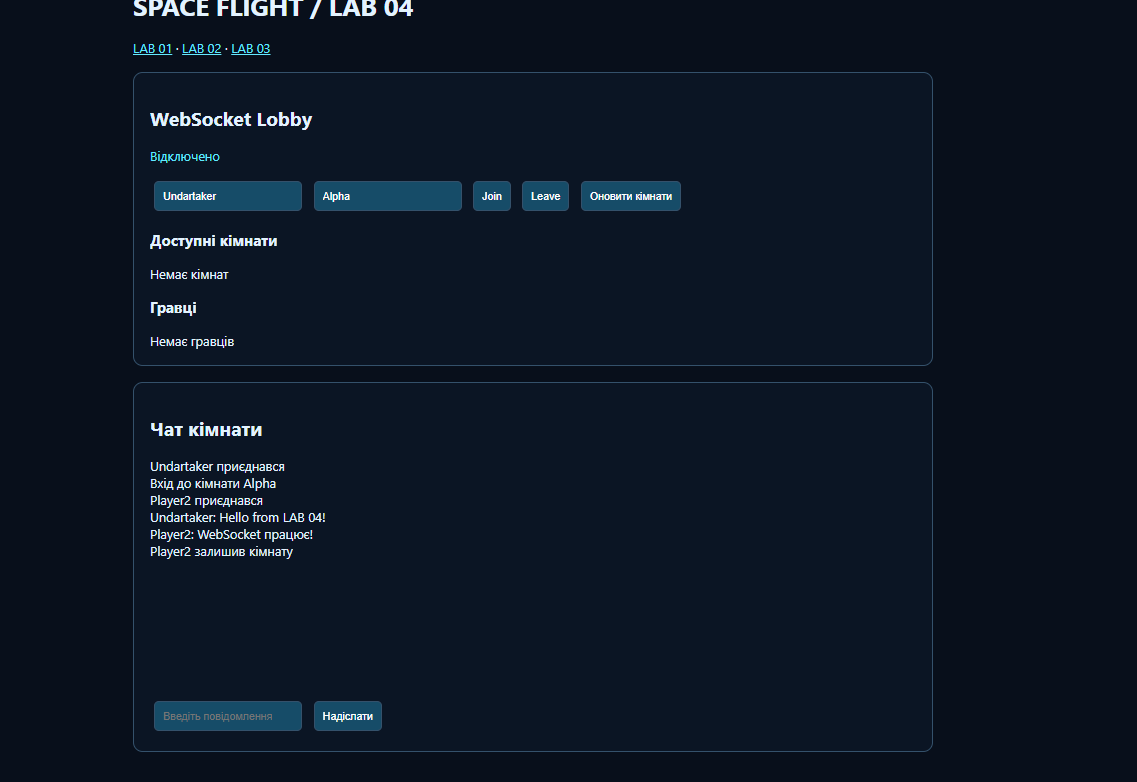 SPACE FLIGHT / LAB 04
LAB 01 · LAB 02 · LAB 03
WebSocket Lobby
Відключено
Undartaker Alpha Join Leave Оновити кімнати
Доступні кімнати
Немає кімнат
Гравці
Немає гравців
Чат кімнати
Undartaker приєднався
Вхід до кімнати Alpha
Player2 приєднався
Undartaker: Hello from LAB 04!
Player2: WebSocket працює!
Player2 залишив кімнату
Введіть повідомлення Надіслати